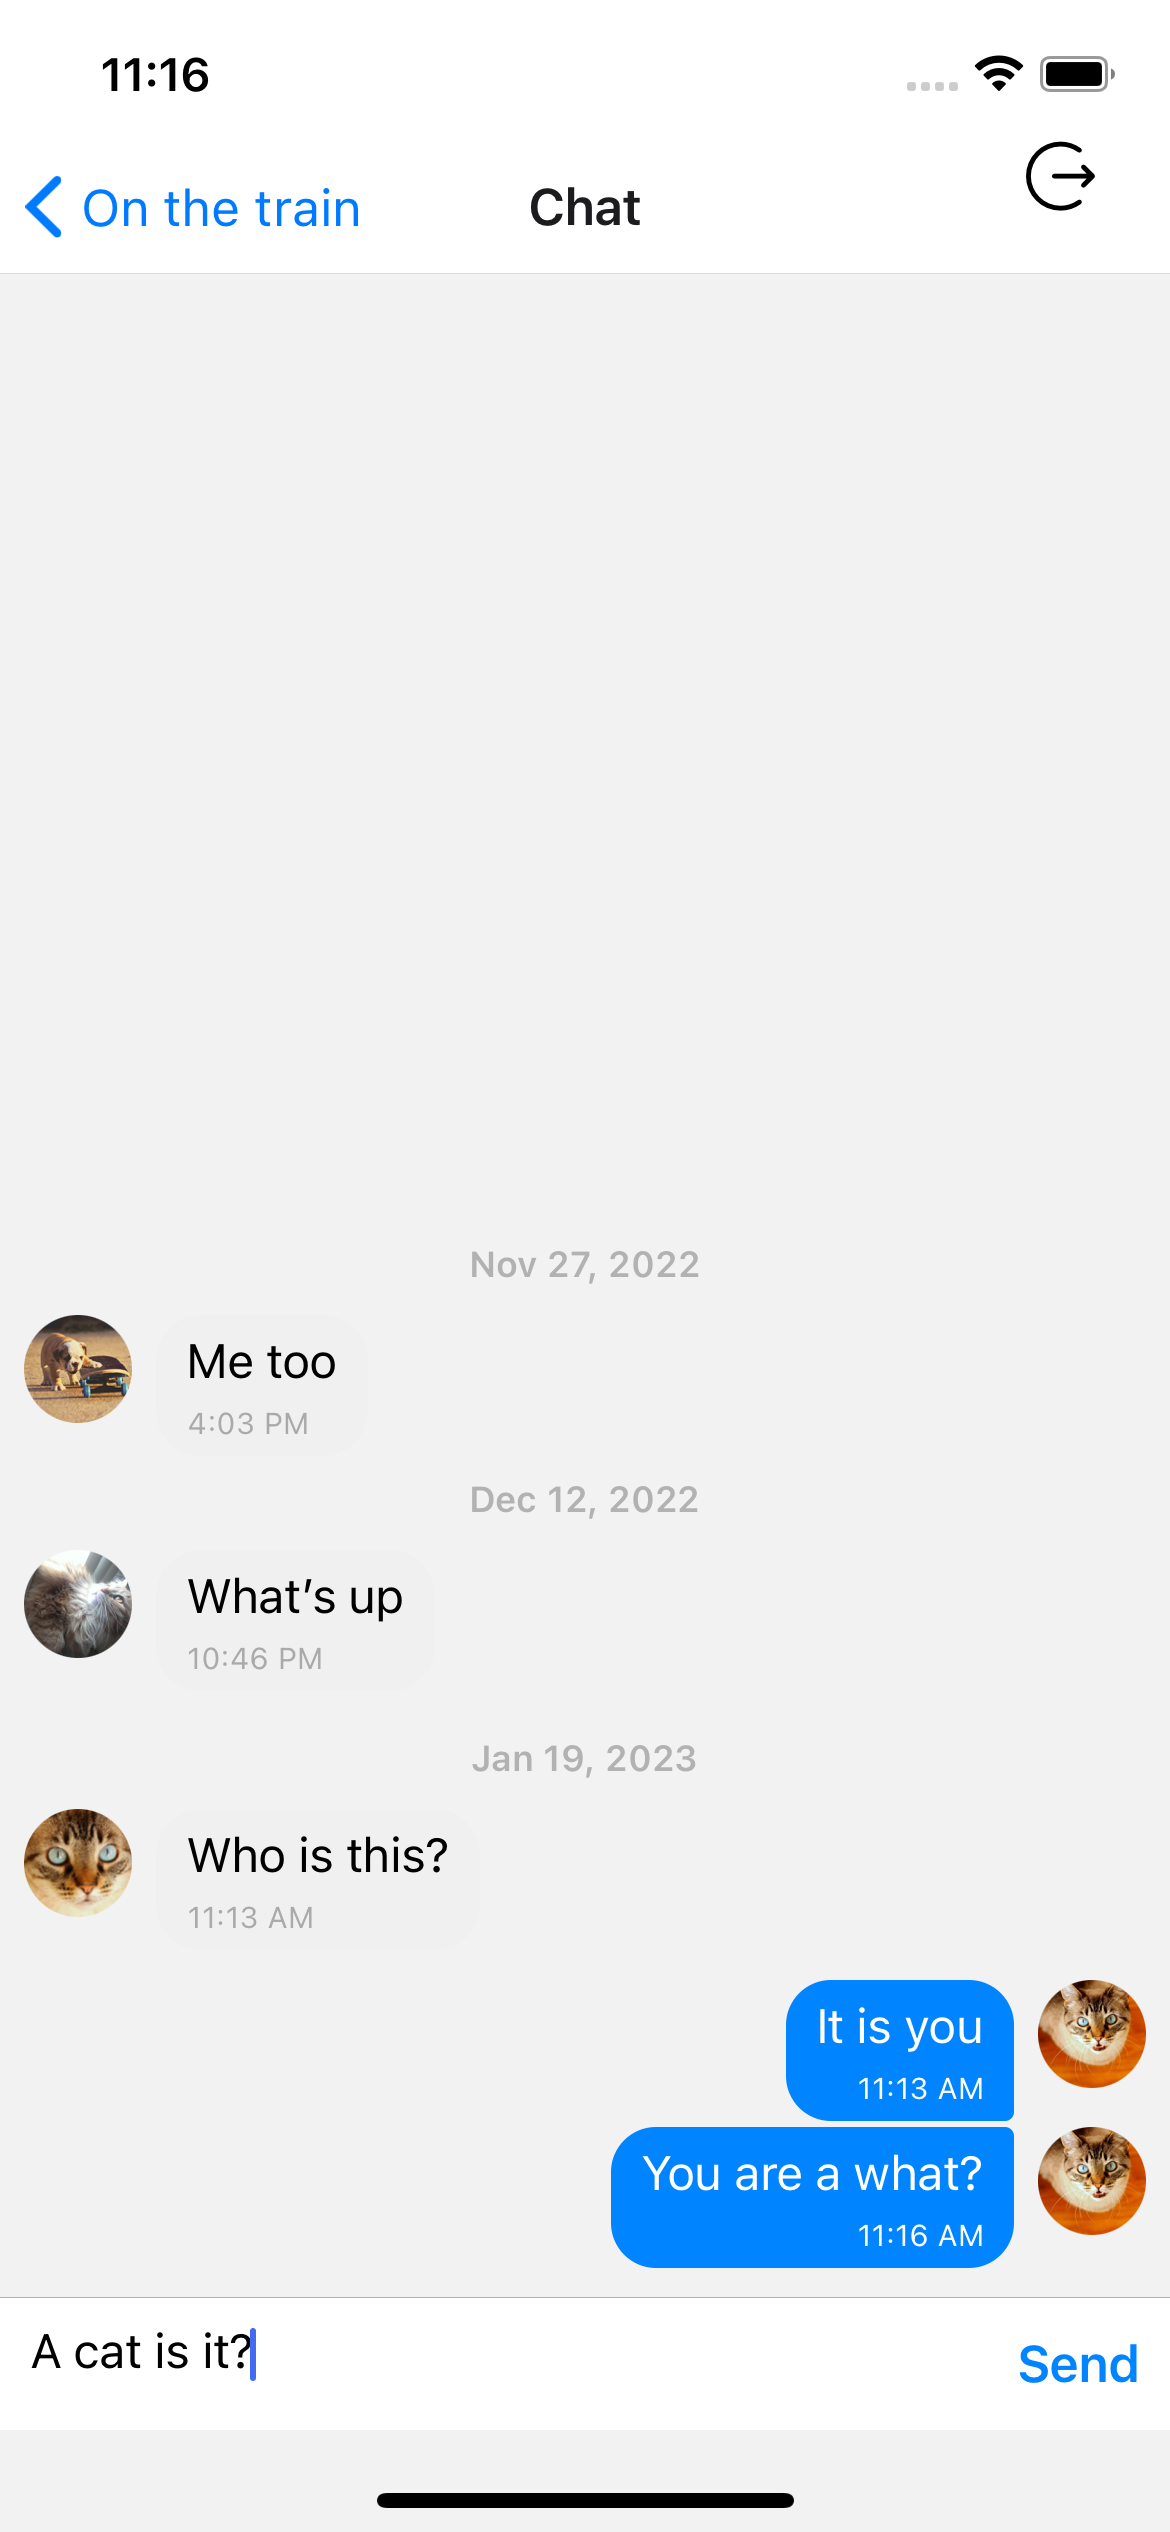 11:16
On the train
Chat
Nov 27, 2022
Me too
4:03 PM
Dec 12, 2022
What’s up
10:46 PM
Jan 19, 2023
Who is this?
11:13 AM
It is you
11:13 AM
You are a what?
11:16 AM
A cat is it?
Send